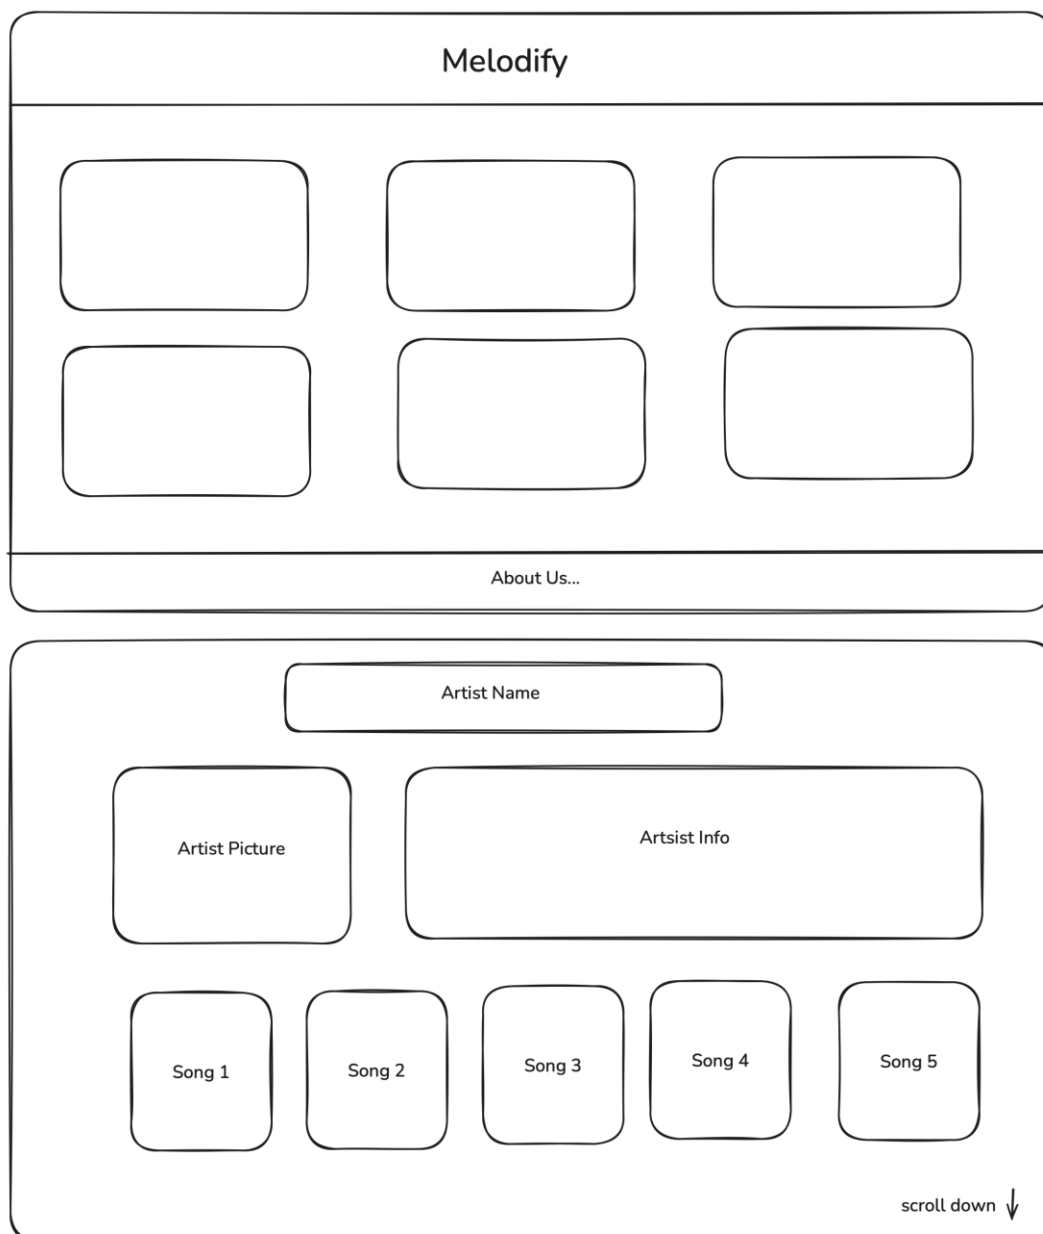 Melodify
About Us...
Artist Name
Artist Picture
Artsist Info
Song 1
Song 2
Song 3
Song 4
Song 5
scroll down